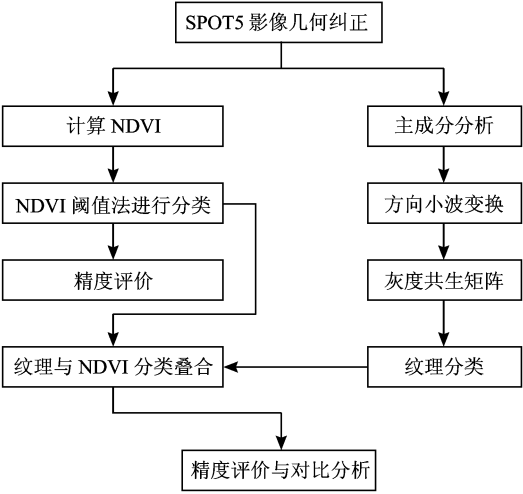 SPOT5 影像几何纠正
计算 NDVI
主成分分析
NDVI 阈值法进行分类
方向小波变换
精度评价
灰度共生矩阵
纹理与 NDVI 分类叠合
纹理分类
精度评价与对比分析